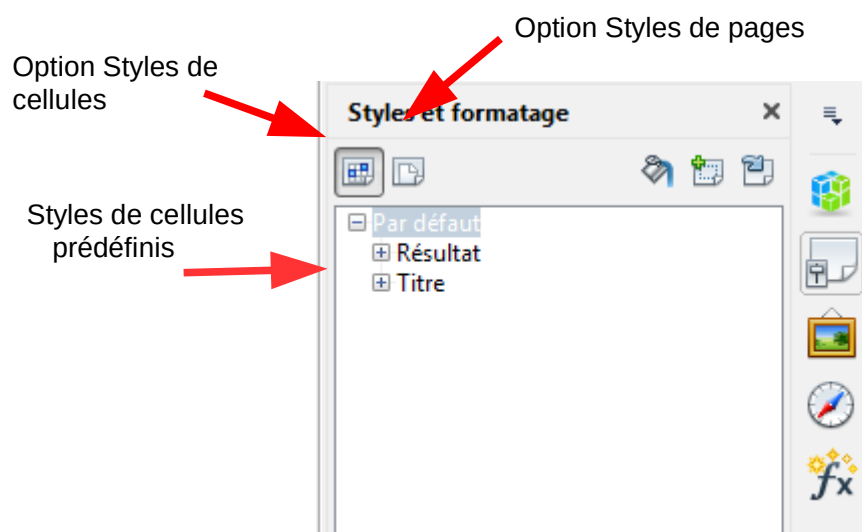 Option Styles de pages
Option Styles de
cellules
Styles et formatage
Styles de cellules
prédéfinis
Par défaut
Résultat
Titre
fx